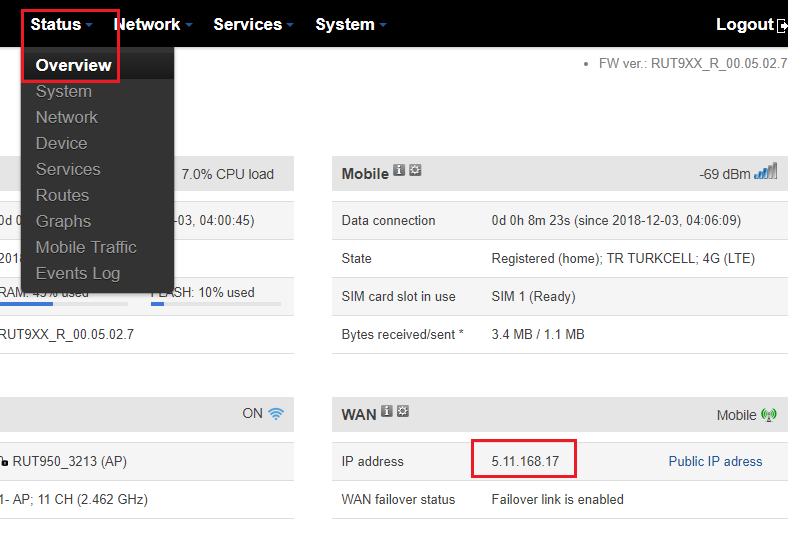 Status Network Services System Logout
Overview
FW ver.: RUT9XX_R_00.05.02.7
System
Network
Device
Services
Routes
Graphs
Mobile Traffic
Events Log
7.0% CPU load
0d -03, 04:00:45)
2018
RAM: 45% used FLASH: 10% used
RUT9XX_R_00.05.02.7
Mobile -69 dBm
Data connection 0d 0h 8m 23s (since 2018-12-03, 04:06:09)
State Registered (home); TR TURKCELL; 4G (LTE)
SIM card slot in use SIM 1 (Ready)
Bytes received/sent * 3.4 MB / 1.1 MB
ON
RUT950_3213 (AP)
1- AP; 11 CH (2.462 GHz)
WAN Mobile
IP address 5.11.168.17 Public IP adress
WAN failover status Failover link is enabled